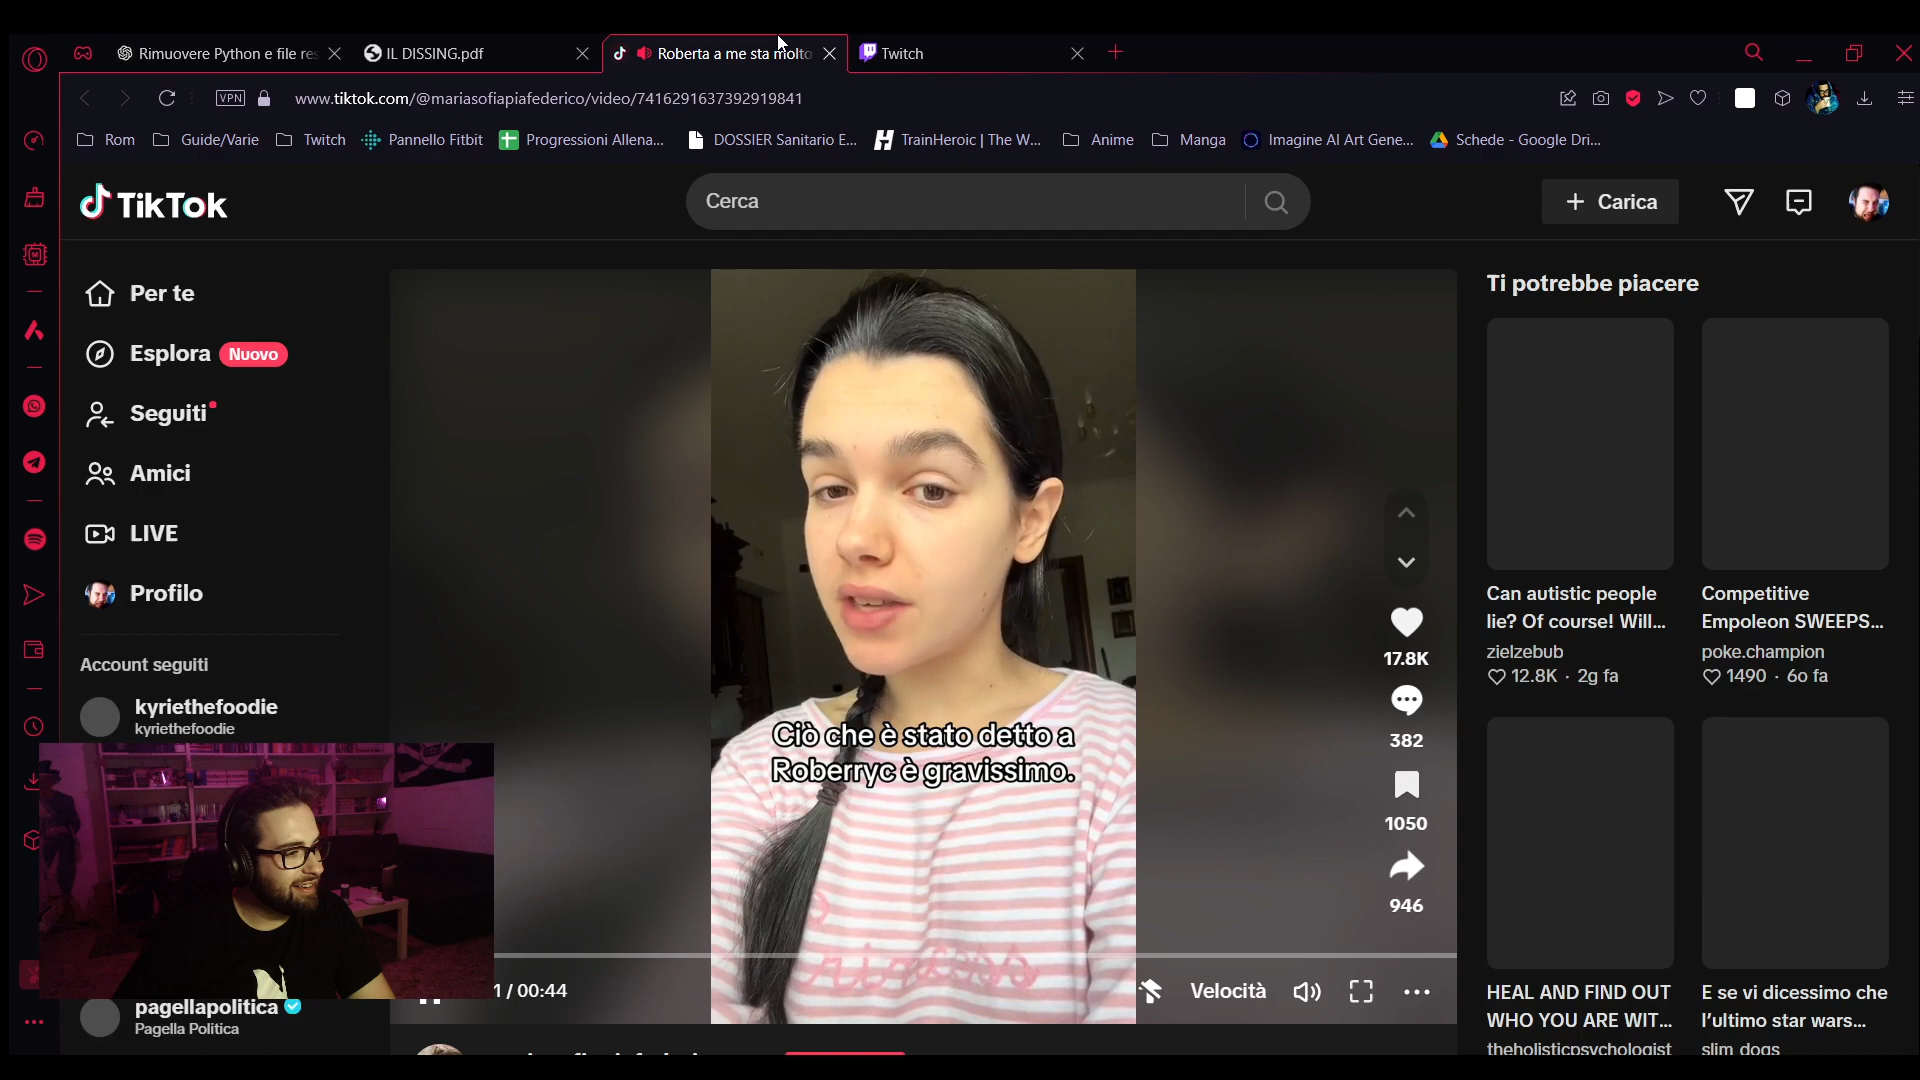 Rimuovere Python e file res
IL DISSING.pdf
Roberta a me sta molto
Twitch
VPN
www.tiktok.com/@mariasofiapiafederico/video/7416291637392919841
Rom
Guide/Varie
Twitch
Pannello Fitbit
Progressioni Allena...
DOSSIER Sanitario E...
TrainHeroic | The W...
Anime
Manga
Imagine AI Art Gene...
Schede - Google Dri...
TikTok
Cerca
Carica
Per te
Esplora Nuovo
Seguiti
Amici
LIVE
Profilo
Account seguiti
kyriethefoodie
kyriethefoodie
pagellapolitica
Pagella Politica
Ciò che è stato detto a
Roberryc è gravissimo.
17.8K
382
1050
946
1 / 00:44
Velocità
Ti potrebbe piacere
Can autistic people
lie? Of course! Will...
zielzebub
12.8K · 2g fa
Competitive
Empoleon SWEEPS...
poke.champion
1490 · 6o fa
HEAL AND FIND OUT
WHO YOU ARE WIT...
theholisticpsychologist
E se vi dicessimo che
l'ultimo star wars...
slim_dogs